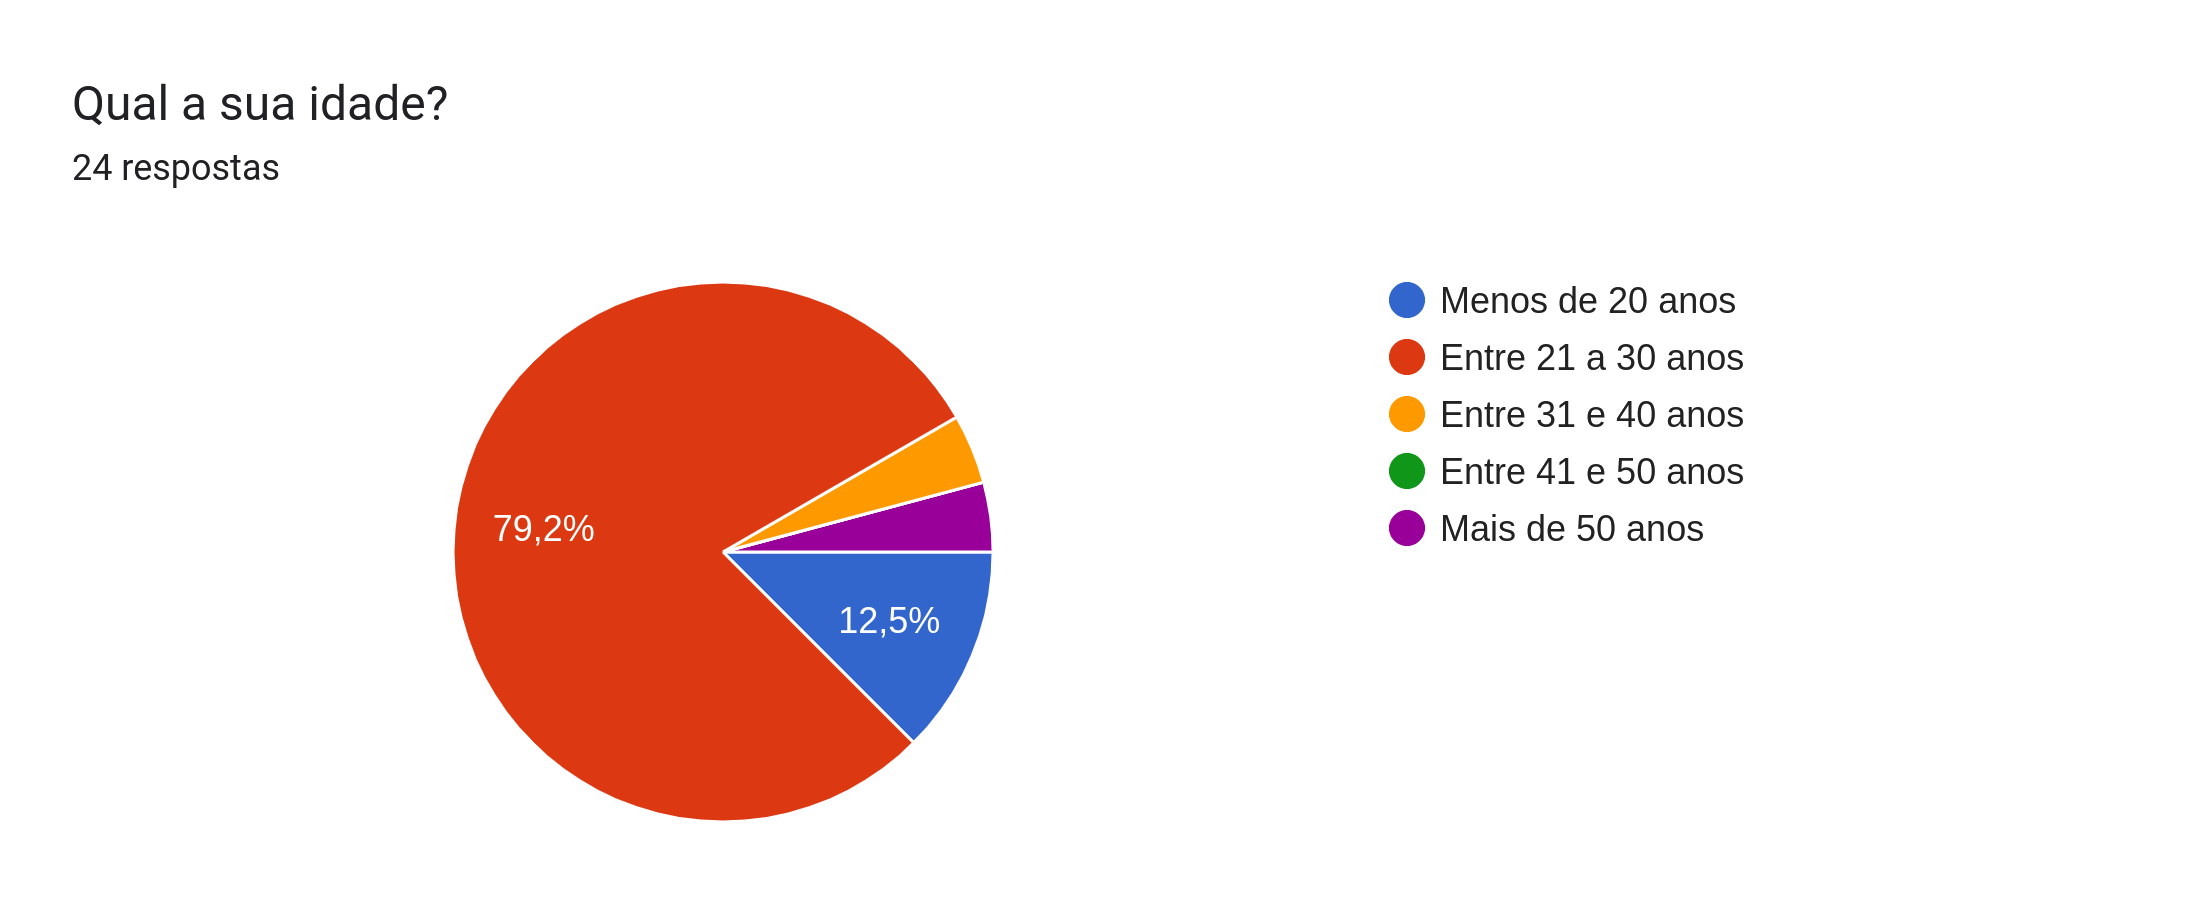 Qual a sua idade?
24 respostas
79,2%
12,5%
Menos de 20 anos
Entre 21 a 30 anos
Entre 31 e 40 anos
Entre 41 e 50 anos
Mais de 50 anos